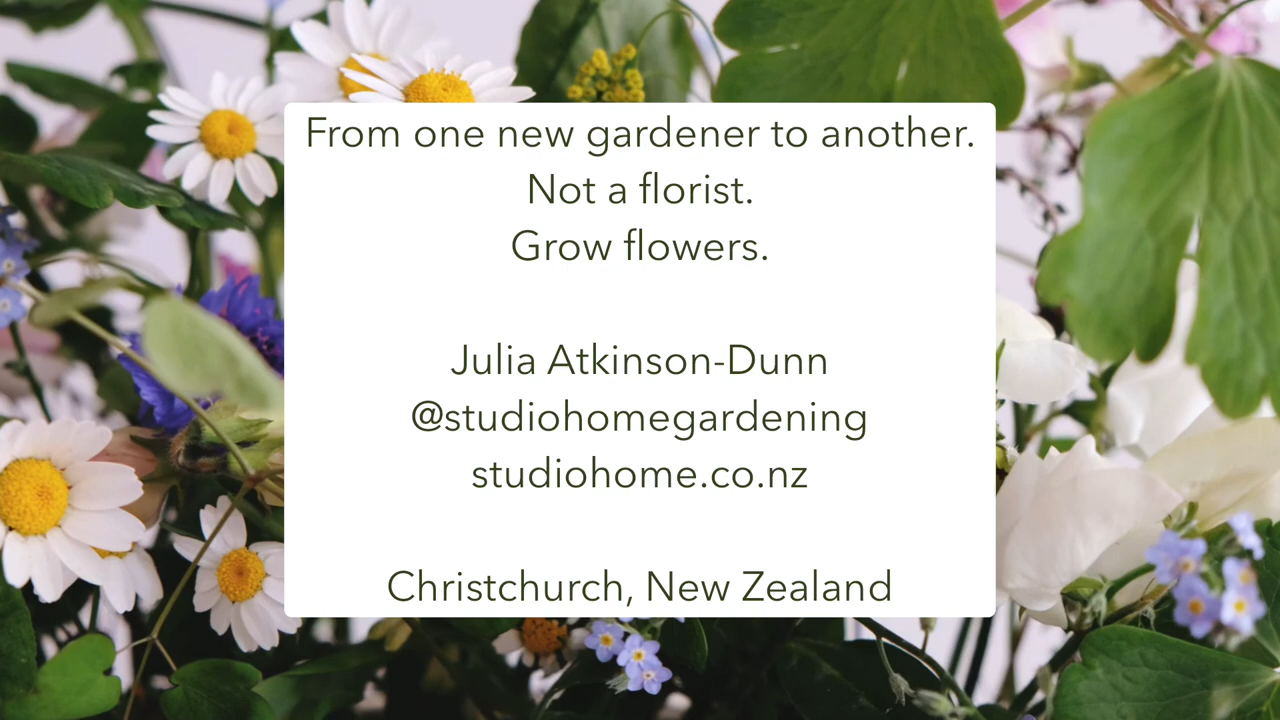 From one new gardener to another.
Not a florist.
Grow flowers.
Julia Atkinson-Dunn
@studiohomegardening
studiohome.co.nz
Christchurch, New Zealand